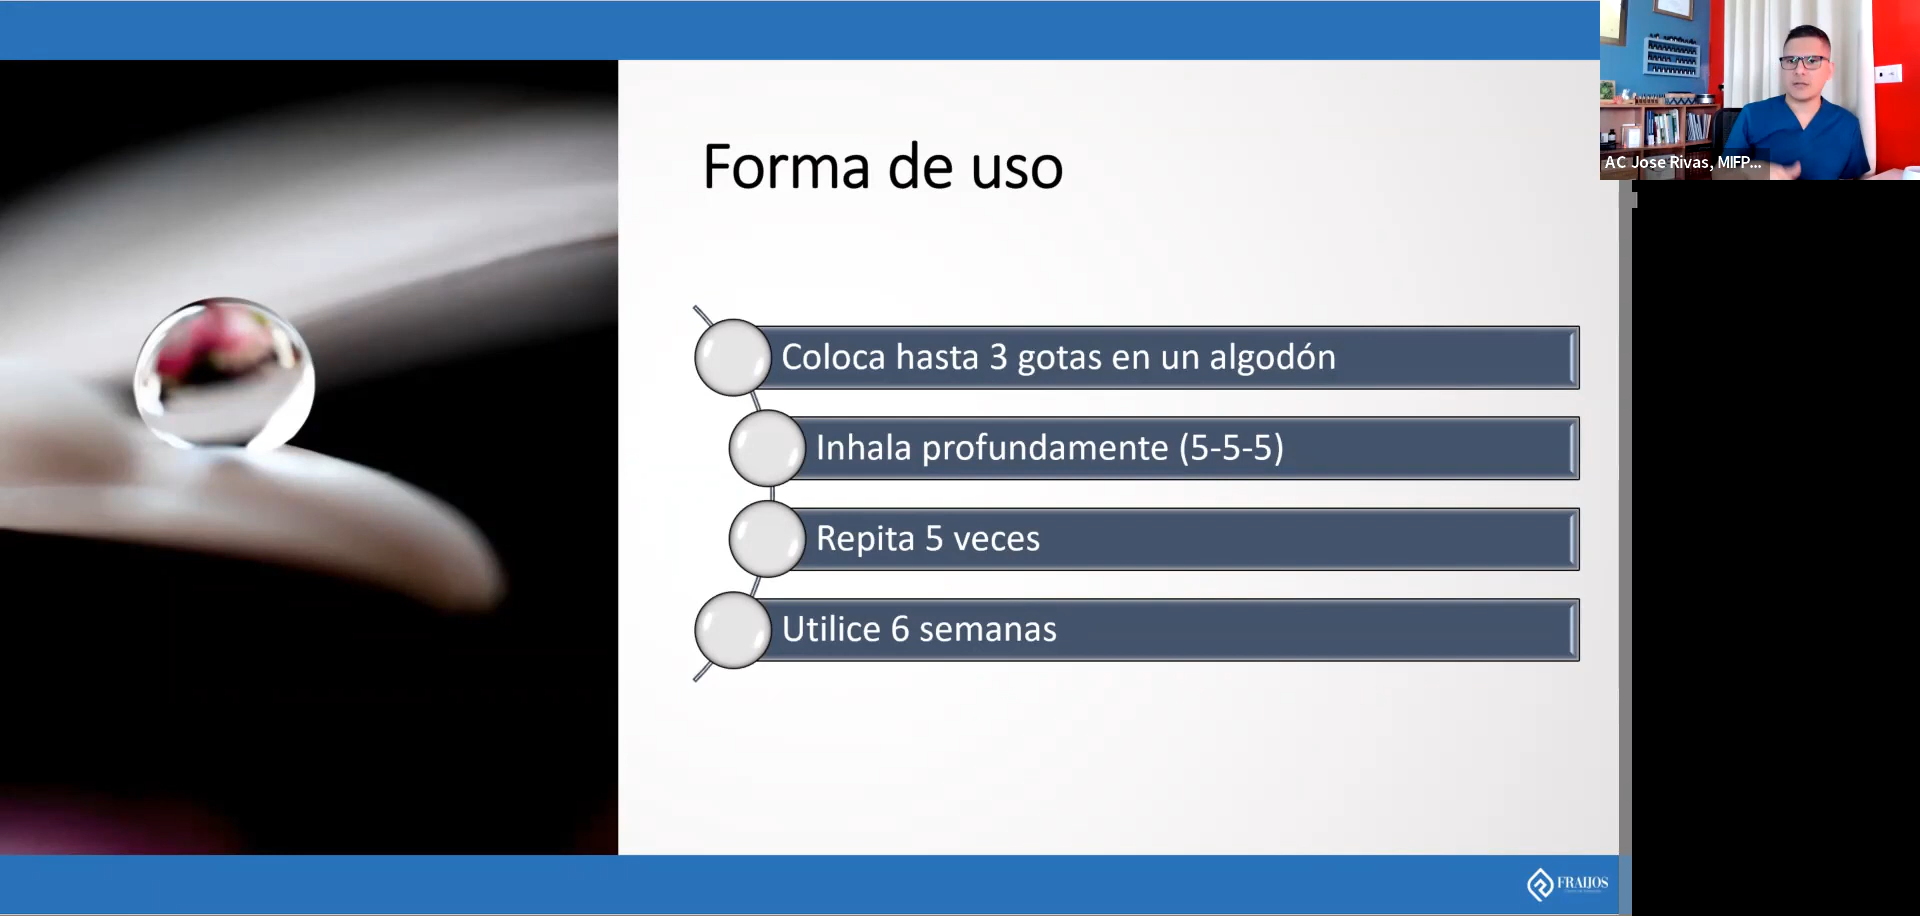 Forma de uso
Coloca hasta 3 gotas en un algodón
Inhala profundamente (5-5-5)
Repita 5 veces
Utilice 6 semanas
AC Jose Rivas, MIFP...
FRAIJOS